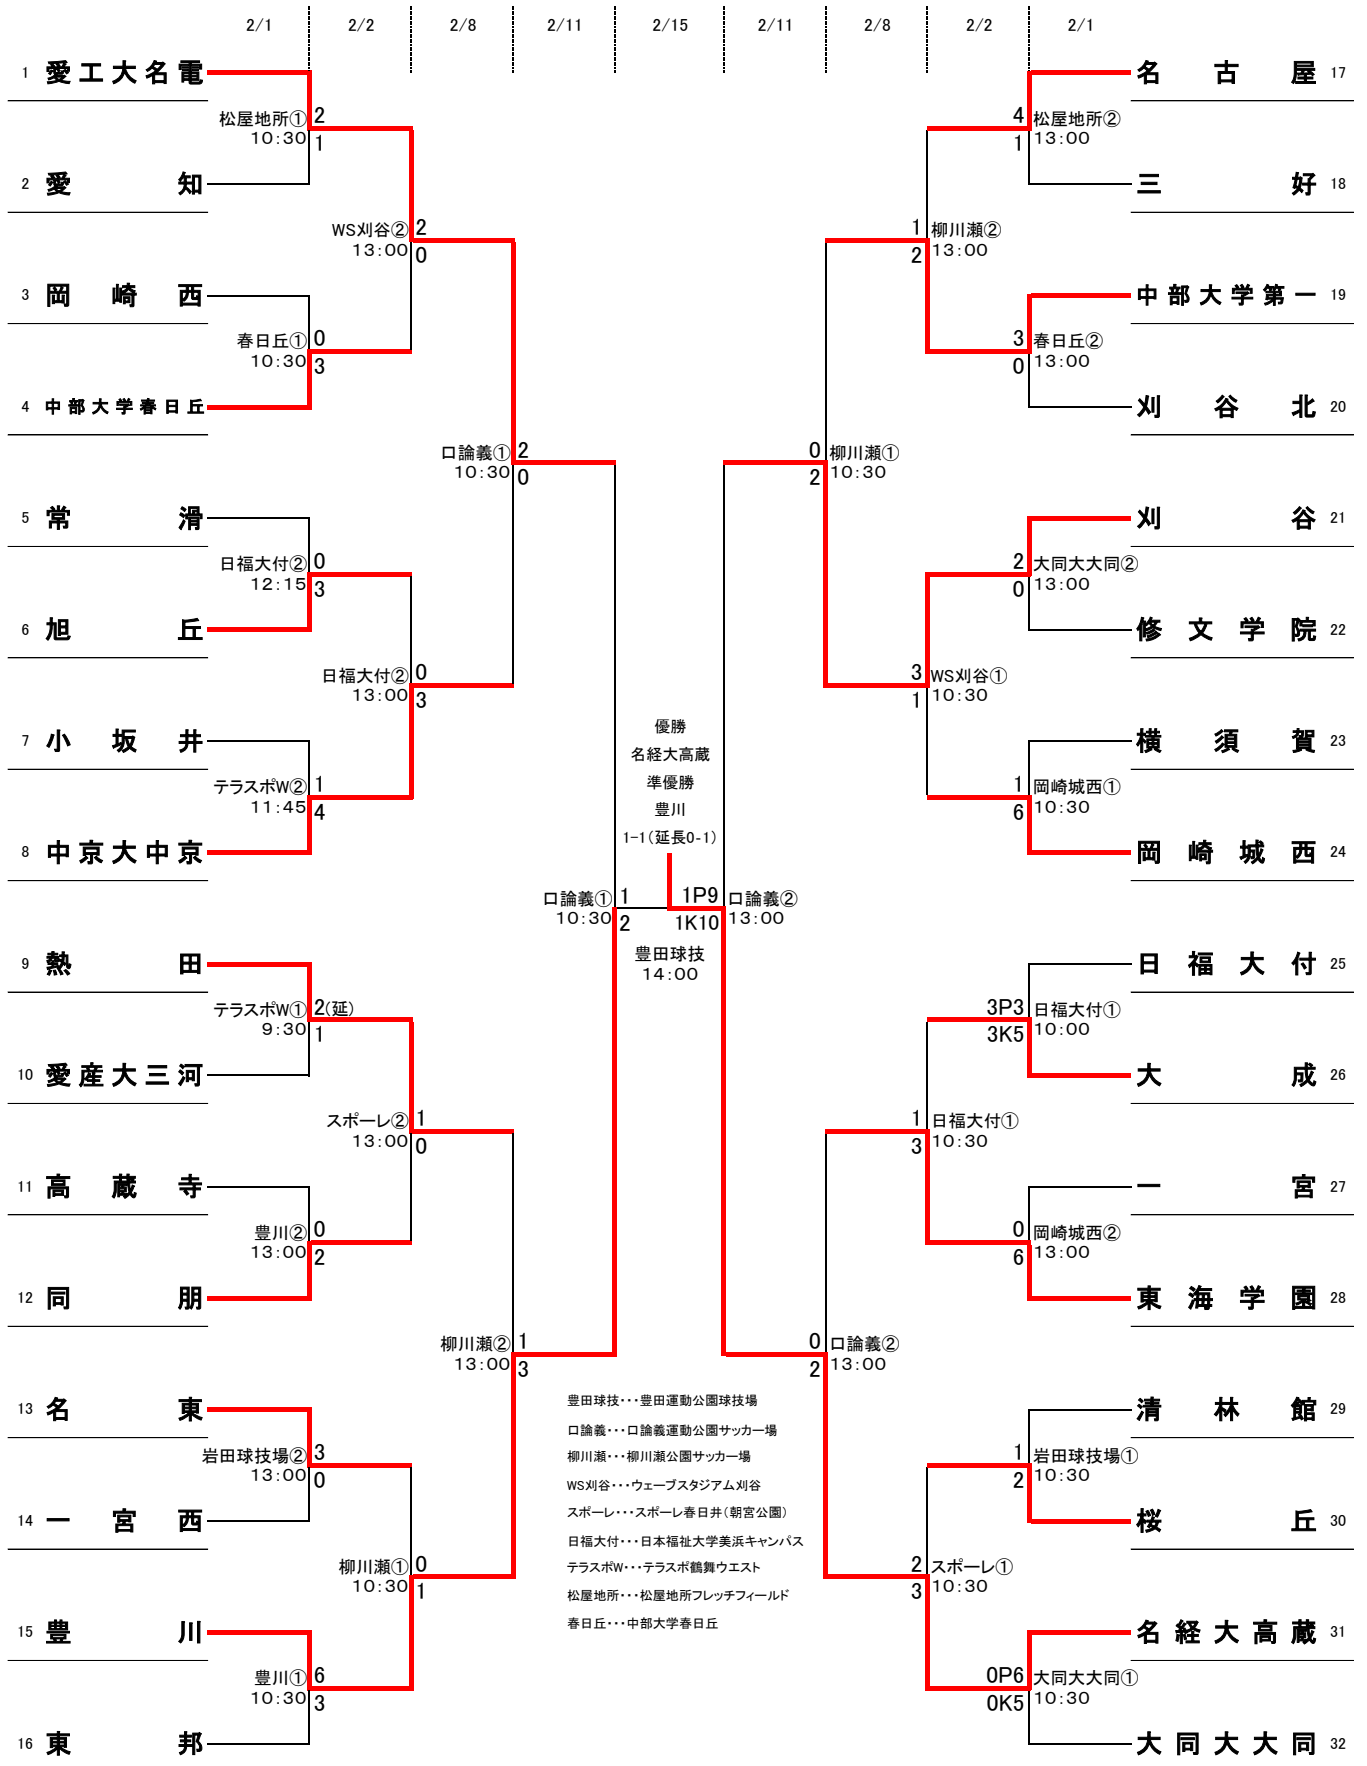 2/1 2/2 2/8 2/11 2/15 2/11 2/8 2/2 2/1
1 愛工大名電
松屋地所① 2
10:30 1
2 愛知
WS刈谷② 2
13:00 0
3 岡崎西
春日丘① 0
10:30 3
4 中部大学春日丘
口論義① 2
10:30 0
5 常滑
日福大付② 0
12:15 3
6 旭丘
日福大付② 0
13:00 3
7 小坂井
テラスポW② 1
11:45 4
8 中京大中京
口論義① 1
10:30 2
9 熱田
テラスポW① 2(延)
9:30 1
10 愛産大三河
スポーレ② 1
13:00 0
11 高蔵寺
豊川② 0
13:00 2
12 同朋
柳川瀬② 1
13:00 3
13 名東
岩田球技場② 3
13:00 0
14 一宮西
柳川瀬① 0
10:30 1
15 豊川
豊川① 6
10:30 3
16 東邦
優勝
名経大高蔵
準優勝
豊川
1-1(延長0-1)
1P9
1K10
豊田球技
14:00
豊田球技・・・豊田運動公園球技場
口論義・・・口論義運動公園サッカー場
柳川瀬・・・柳川瀬公園サッカー場
WS刈谷・・・ウェーブスタジアム刈谷
スポーレ・・・スポーレ春日井(朝宮公園)
日福大付・・・日本福祉大学美浜キャンパス
テラスポW・・・テラスポ鶴舞ウエスト
松屋地所・・・松屋地所フレッチフィールド
春日丘・・・中部大学春日丘
名古屋 17
4 松屋地所②
1 13:00
三好 18
1 柳川瀬②
2 13:00
中部大学第一 19
3 春日丘②
0 13:00
刈谷北 20
0 柳川瀬①
2 10:30
刈谷 21
2 大同大大同②
0 13:00
修文学院 22
3 WS刈谷①
1 10:30
横須賀 23
1 岡崎城西①
6 10:30
岡崎城西 24
口論義②
13:00
日福大付 25
3P3 日福大付①
3K5 10:00
大成 26
1 日福大付①
3 10:30
一宮 27
0 岡崎城西②
6 13:00
東海学園 28
0 口論義②
2 13:00
清林館 29
1 岩田球技場①
2 10:30
桜丘 30
2 スポーレ①
3 10:30
名経大高蔵 31
0P6 大同大大同①
0K5 10:30
大同大大同 32